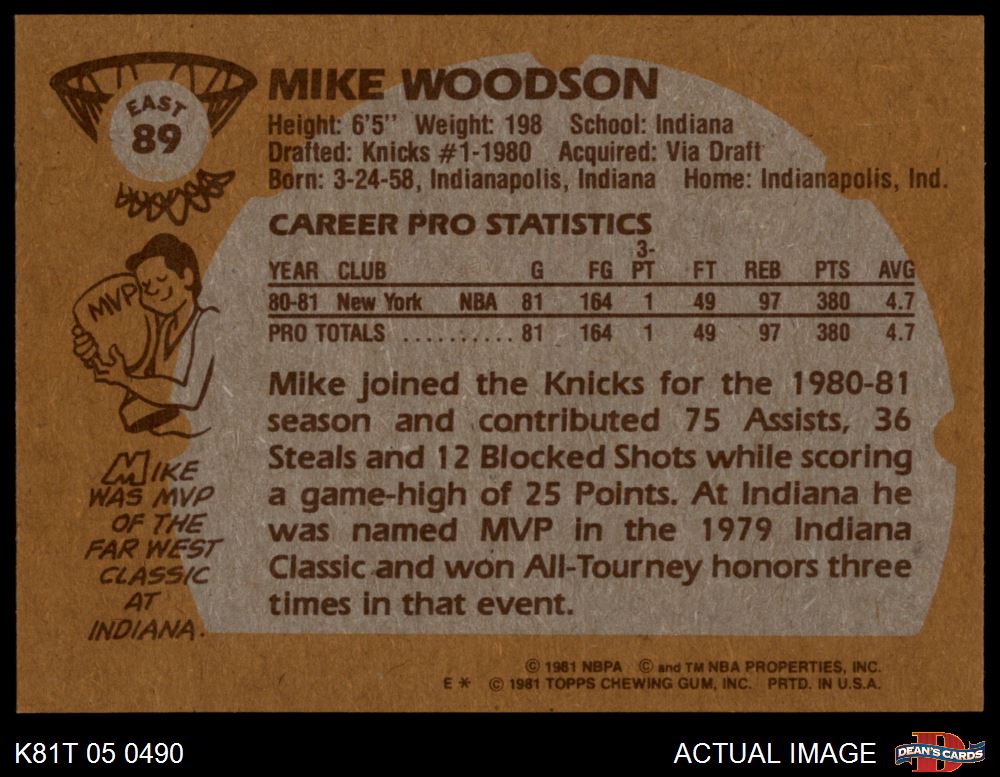 EAST
89
MIKE WOODSON
Height: 6'5" Weight: 198 School: Indiana
Drafted: Knicks #1-1980 Acquired: Via Draft
Born: 3-24-58, Indianapolis, Indiana Home: Indianapolis, Ind.
CAREER PRO STATISTICS
YEAR CLUB G FG 3-PT FT REB PTS AVG
80-81 New York NBA 81 164 1 49 97 380 4.7
PRO TOTALS .......... 81 164 1 49 97 380 4.7
MVP
MIKE
WAS MVP
OF THE
FAR WEST
CLASSIC
AT
INDIANA.
Mike joined the Knicks for the 1980-81
season and contributed 75 Assists, 36
Steals and 12 Blocked Shots while scoring
a game-high of 25 Points. At Indiana he
was named MVP in the 1979 Indiana
Classic and won All-Tourney honors three
times in that event.
© 1981 NBPA © and TM NBA PROPERTIES, INC.
E * © 1981 TOPPS CHEWING GUM, INC. PRTD. IN U.S.A.
K81T 05 0490
ACTUAL IMAGE
D
DEAN'S CARDS